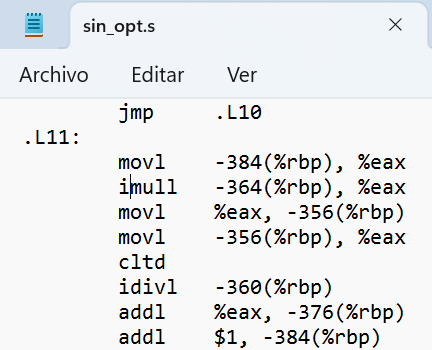 sin_opt.s
Archivo Editar Ver
jmp .L10
.L11:
movl -384(%rbp), %eax
imull -364(%rbp), %eax
movl %eax, -356(%rbp)
movl -356(%rbp), %eax
cltd
idivl -360(%rbp)
addl %eax, -376(%rbp)
addl $1, -384(%rbp)